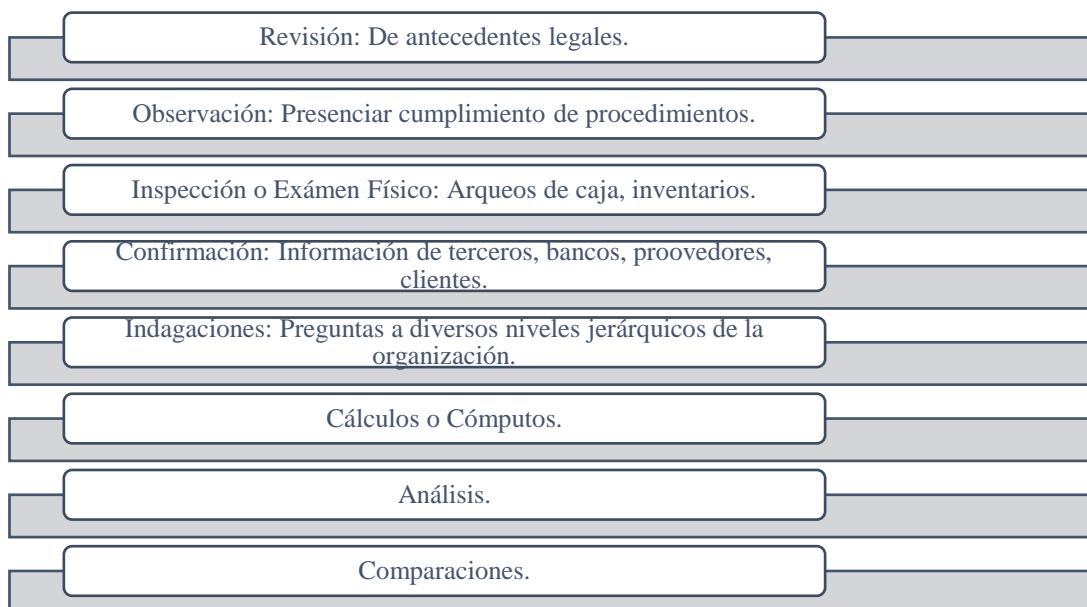 Revisión: De antecedentes legales.
Observación: Presenciar cumplimiento de procedimientos.
Inspección o Exámen Físico: Arqueos de caja, inventarios.
Confirmación: Información de terceros, bancos, proovedores,
clientes.
Indagaciones: Preguntas a diversos niveles jerárquicos de la
organización.
Cálculos o Cómputos.
Análisis.
Comparaciones.